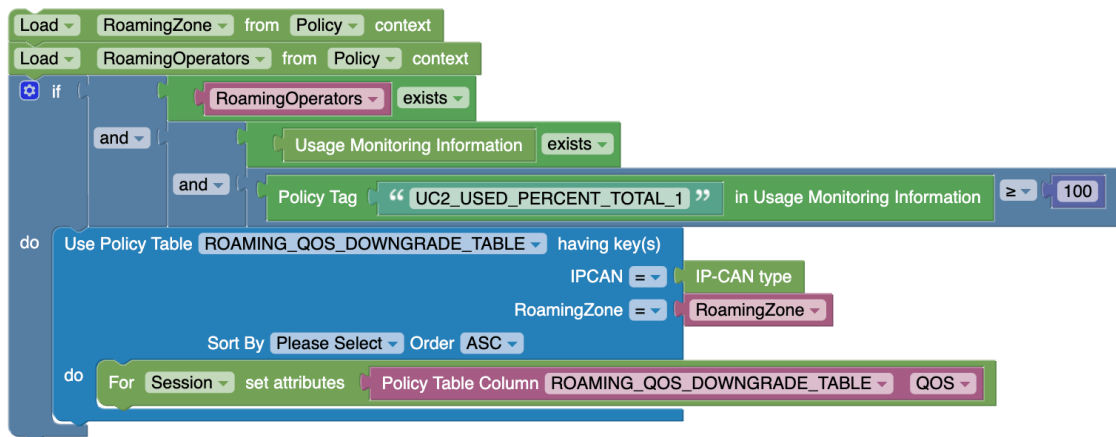 Load RoamingZone from Policy context
Load RoamingOperators from Policy context
if RoamingOperators exists
and Usage Monitoring Information exists
and Policy Tag “ UC2_USED_PERCENT_TOTAL_1 ” in Usage Monitoring Information ≥ 100
do Use Policy Table ROAMING_QOS_DOWNGRADE_TABLE having key(s)
IPCAN = IP-CAN type
RoamingZone = RoamingZone
Sort By Please Select Order ASC
do For Session set attributes Policy Table Column ROAMING_QOS_DOWNGRADE_TABLE QOS